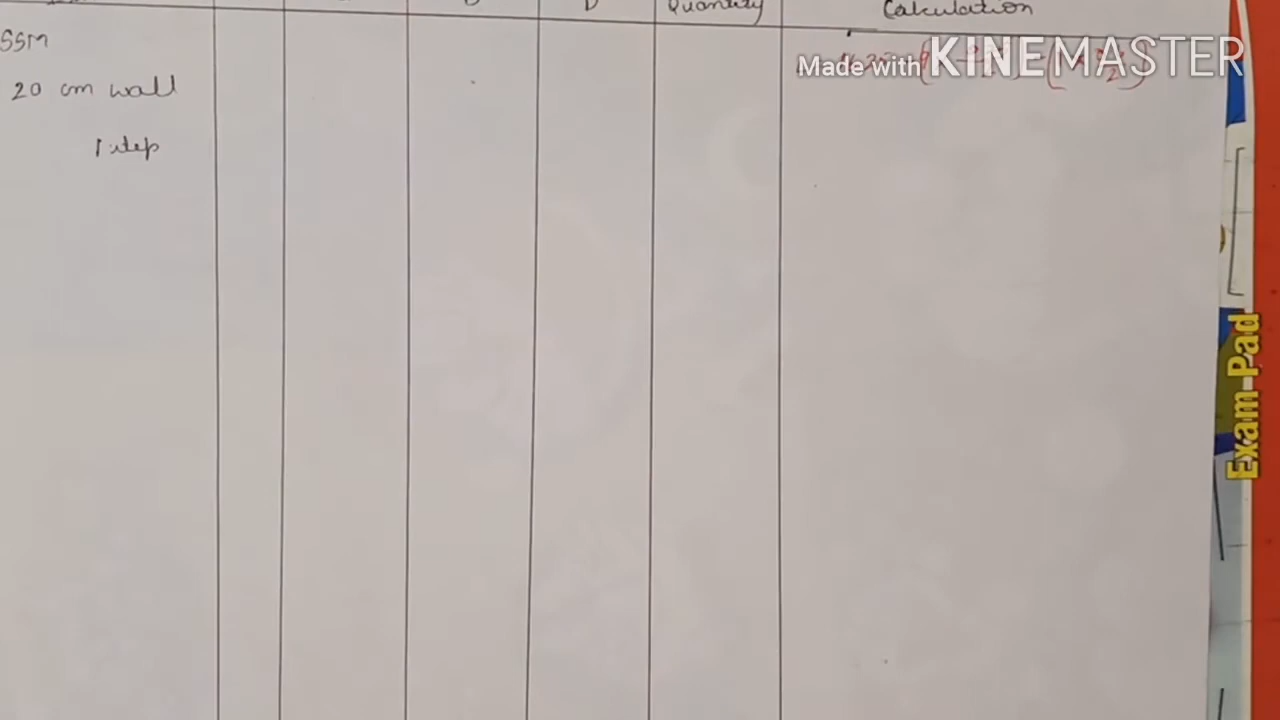 D Quantity Calculation
SSM
Made with KINEMASTER
20 cm wall
1 step
Exam Pad